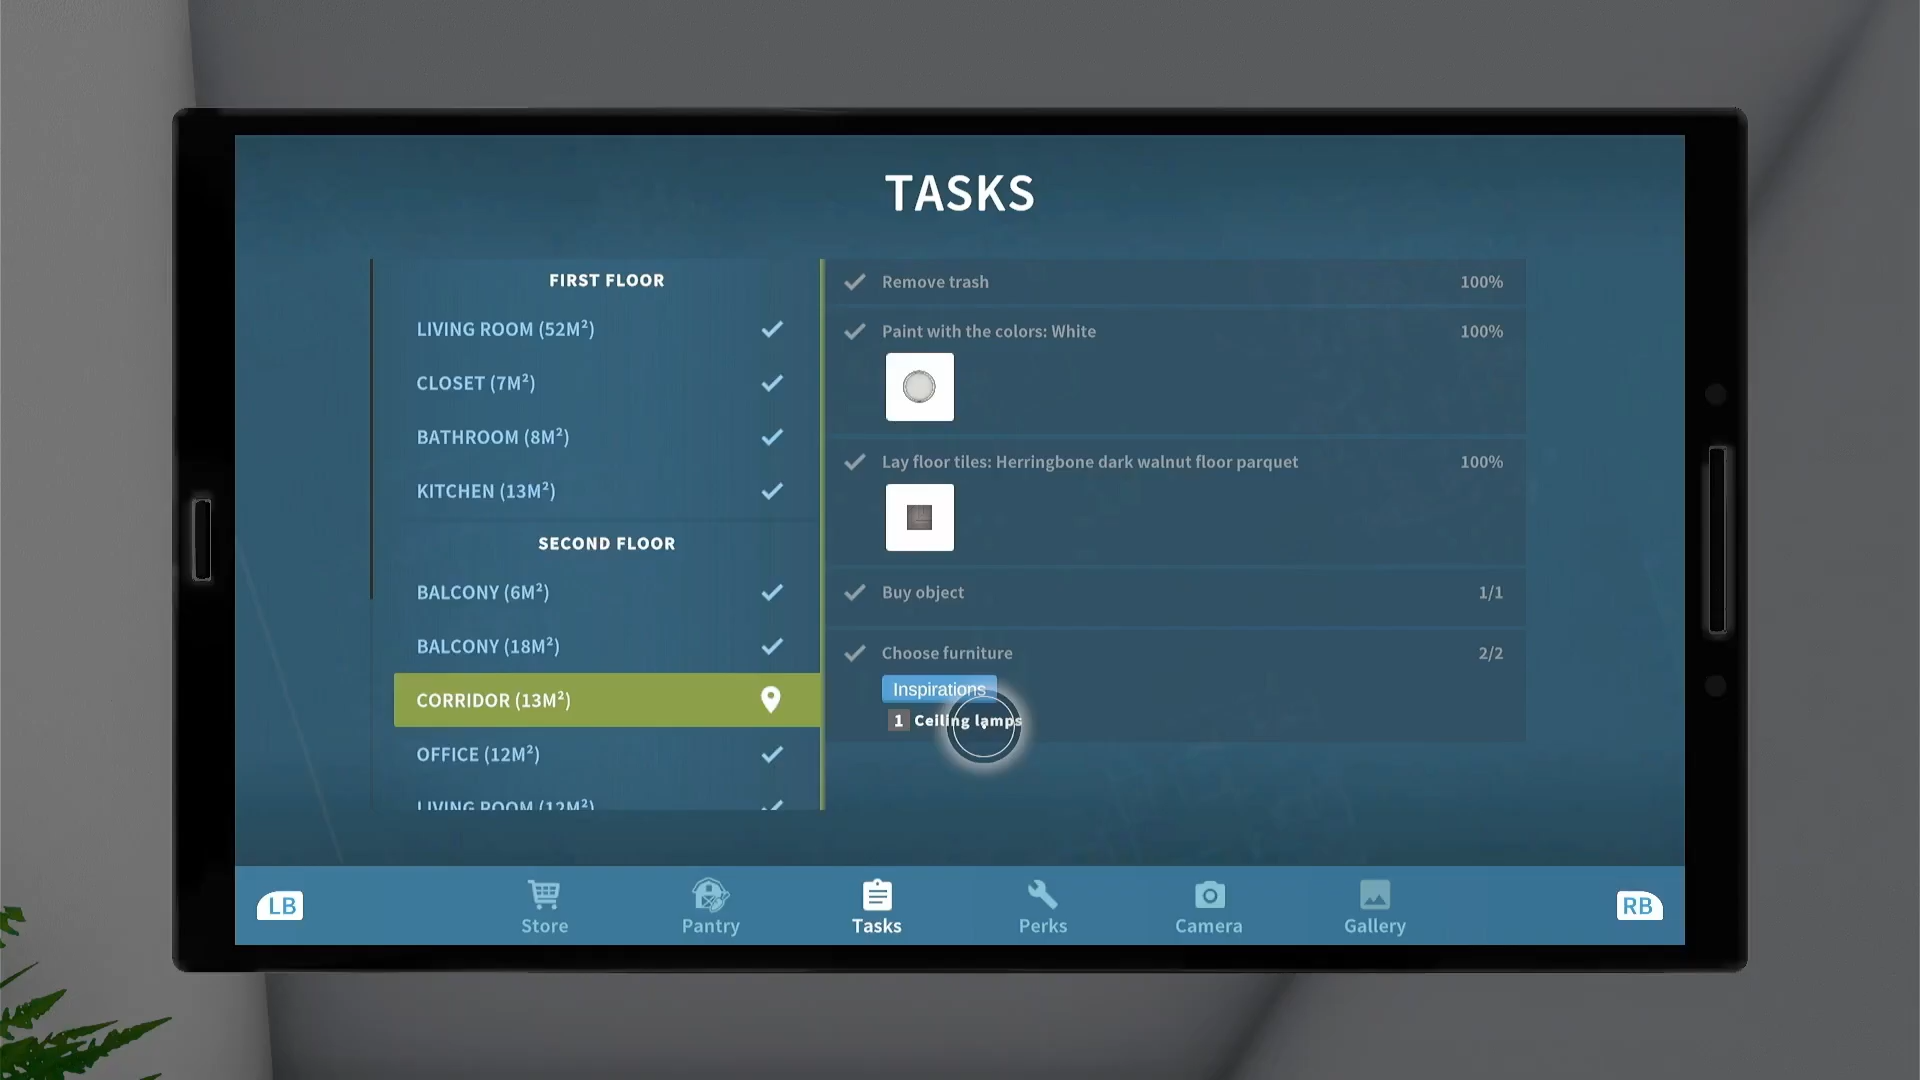 TASKS
FIRST FLOOR
LIVING ROOM (52M²)
CLOSET (7M²)
BATHROOM (8M²)
KITCHEN (13M²)
SECOND FLOOR
BALCONY (6M²)
BALCONY (18M²)
CORRIDOR (13M²)
OFFICE (12M²)
LIVING ROOM (12M²)
Remove trash 100%
Paint with the colors: White 100%
Lay floor tiles: Herringbone dark walnut floor parquet 100%
Buy object 1/1
Choose furniture 2/2
Inspirations
1 Ceiling lamps
LB
Store
Pantry
Tasks
Perks
Camera
Gallery
RB